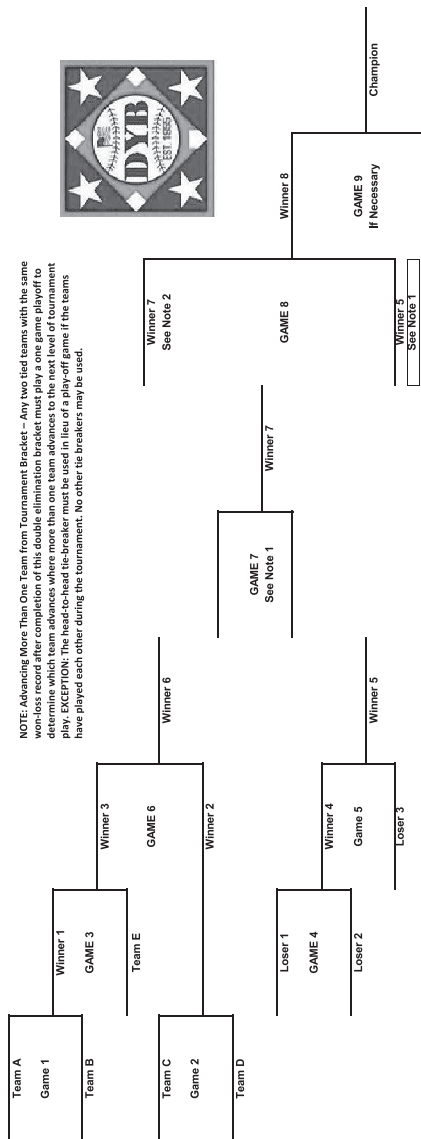 NOTE: Advancing More Than One Team from Tournament Bracket – Any two tied teams with the same
won-loss record after completion of this double elimination bracket must play a one game playoff to
determine which team advances where more than one team advances to the next level of tournament
play. EXCEPTION: The head-to-head tie-breaker must be used in lieu of a play-off game if the teams
have played each other during the tournament. No other tie breakers may be used.
DYB
EST. 1955
Team A
Game 1
Team B
Team C
Game 2
Team D
Winner 1
GAME 3
Team E
Loser 1
GAME 4
Loser 2
Winner 3
GAME 6
Winner 2
Winner 4
Game 5
Loser 3
Winner 6
Winner 5
GAME 7
See Note 1
Winner 7
Winner 7
See Note 2
GAME 8
Winner 5
See Note 1
Winner 8
GAME 9
If Necessary
Champion